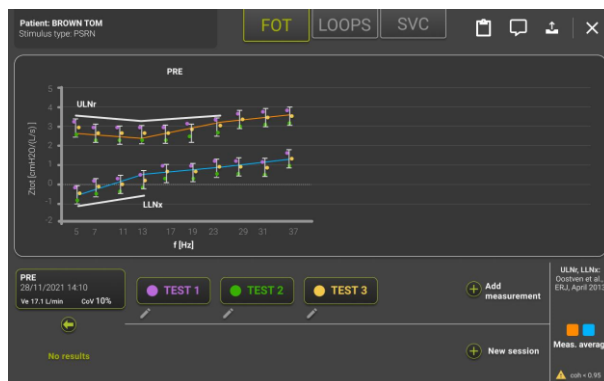 Patient: BROWN TOM
Stimulus type: PSRN
FOT
LOOPS
SVC
PRE
Ztot [cmH2O/(L/s)]
5
4
3
2
1
0
-1
-2
ULNr
LLNx
5 7 11 13 17 19 23 29 31 37
f [Hz]
PRE
28/11/2021 14:10
Ve 17.1 L/min CoV 10%
TEST 1
TEST 2
TEST 3
Add
measurement
No results
New session
ULNr, LLNx:
Oostven et al.,
ERJ, April 2013
Meas. average
coh < 0.95